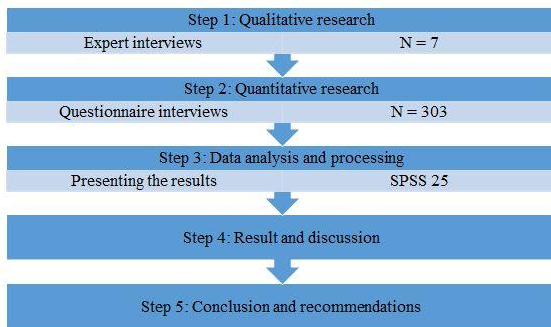 Step 1: Qualitative research
Expert interviews N = 7
Step 2: Quantitative research
Questionnaire interviews N = 303
Step 3: Data analysis and processing
Presenting the results SPSS 25
Step 4: Result and discussion
Step 5: Conclusion and recommendations